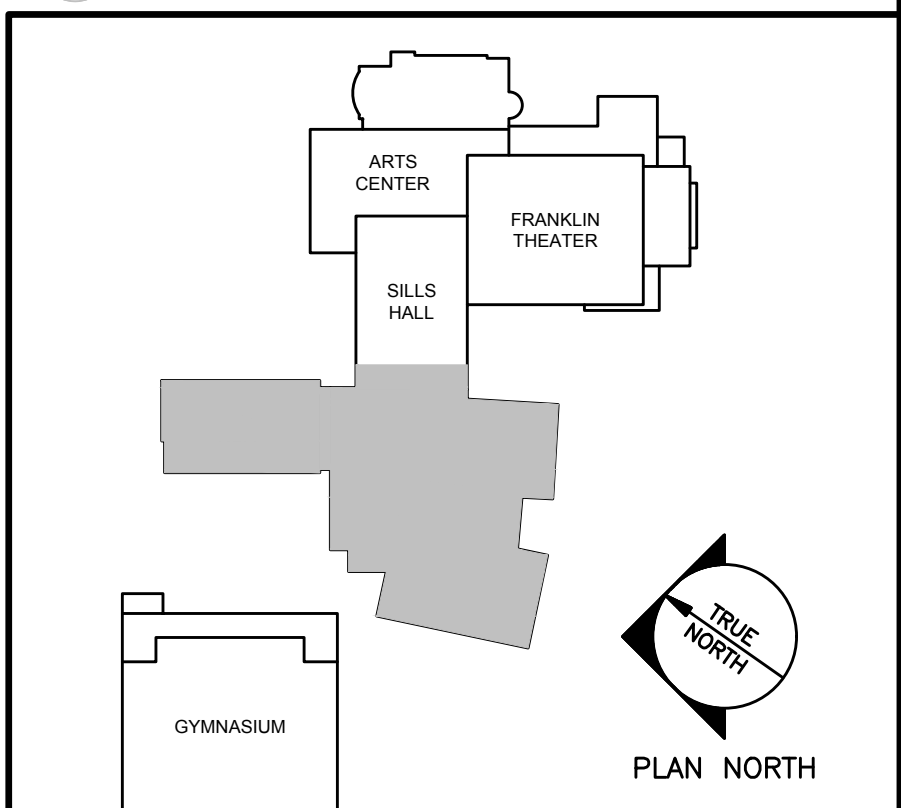 ARTS
CENTER
FRANKLIN
THEATER
SILLS
HALL
GYMNASIUM
TRUE
NORTH
PLAN NORTH